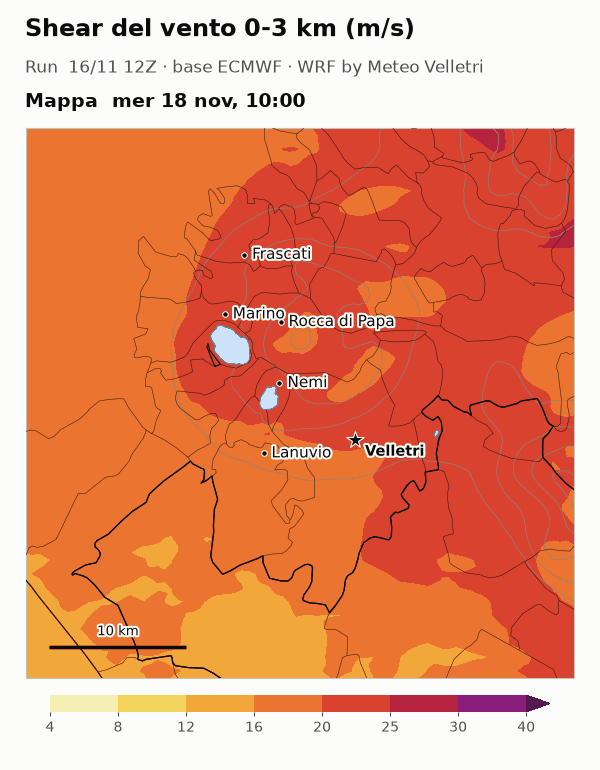 Shear del vento 0-3 km (m/s)
Run  16/11 12Z · base ECMWF · WRF by Meteo Velletri
Mappa  mer 18 nov, 10:00
Frascati
Marino
Rocca di Papa
Nemi
Velletri
Lanuvio
10 km
4 8 12 16 20 25 30 40